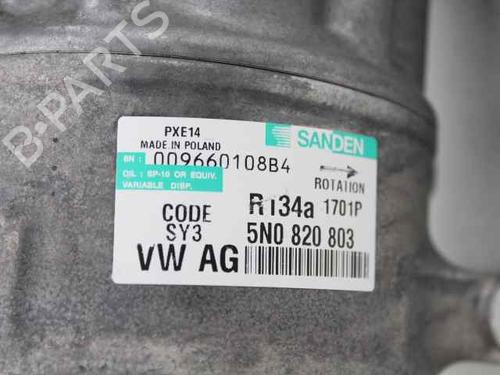 B-PARTS
PXE14
MADE IN POLAND
SANDEN
SN : 009660108B4
OIL : SP-10 OR EQUIV.
VARIABLE DISP.
ROTATION
CODE
SY3
R134a 1701P
5N0 820 803
VW AG